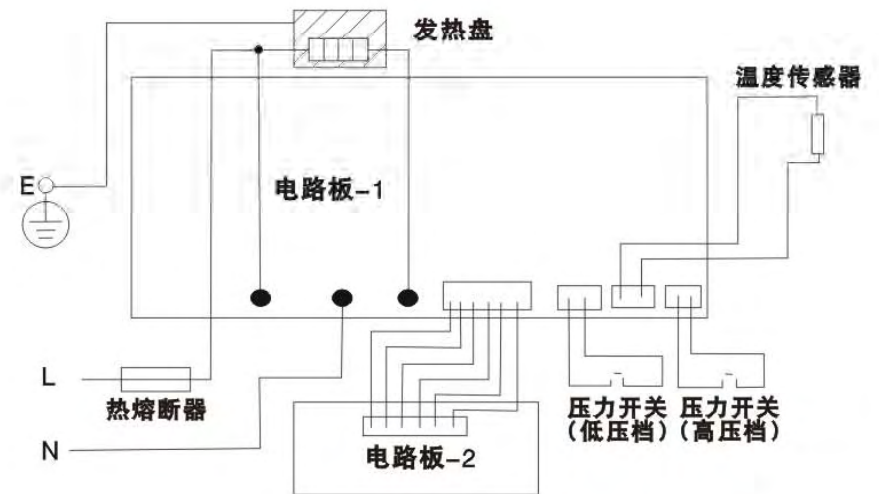 发热盘
温度传感器
E
电路板-1
L
热熔断器
N
电路板-2
压力开关
(低压档)
压力开关
(高压档)